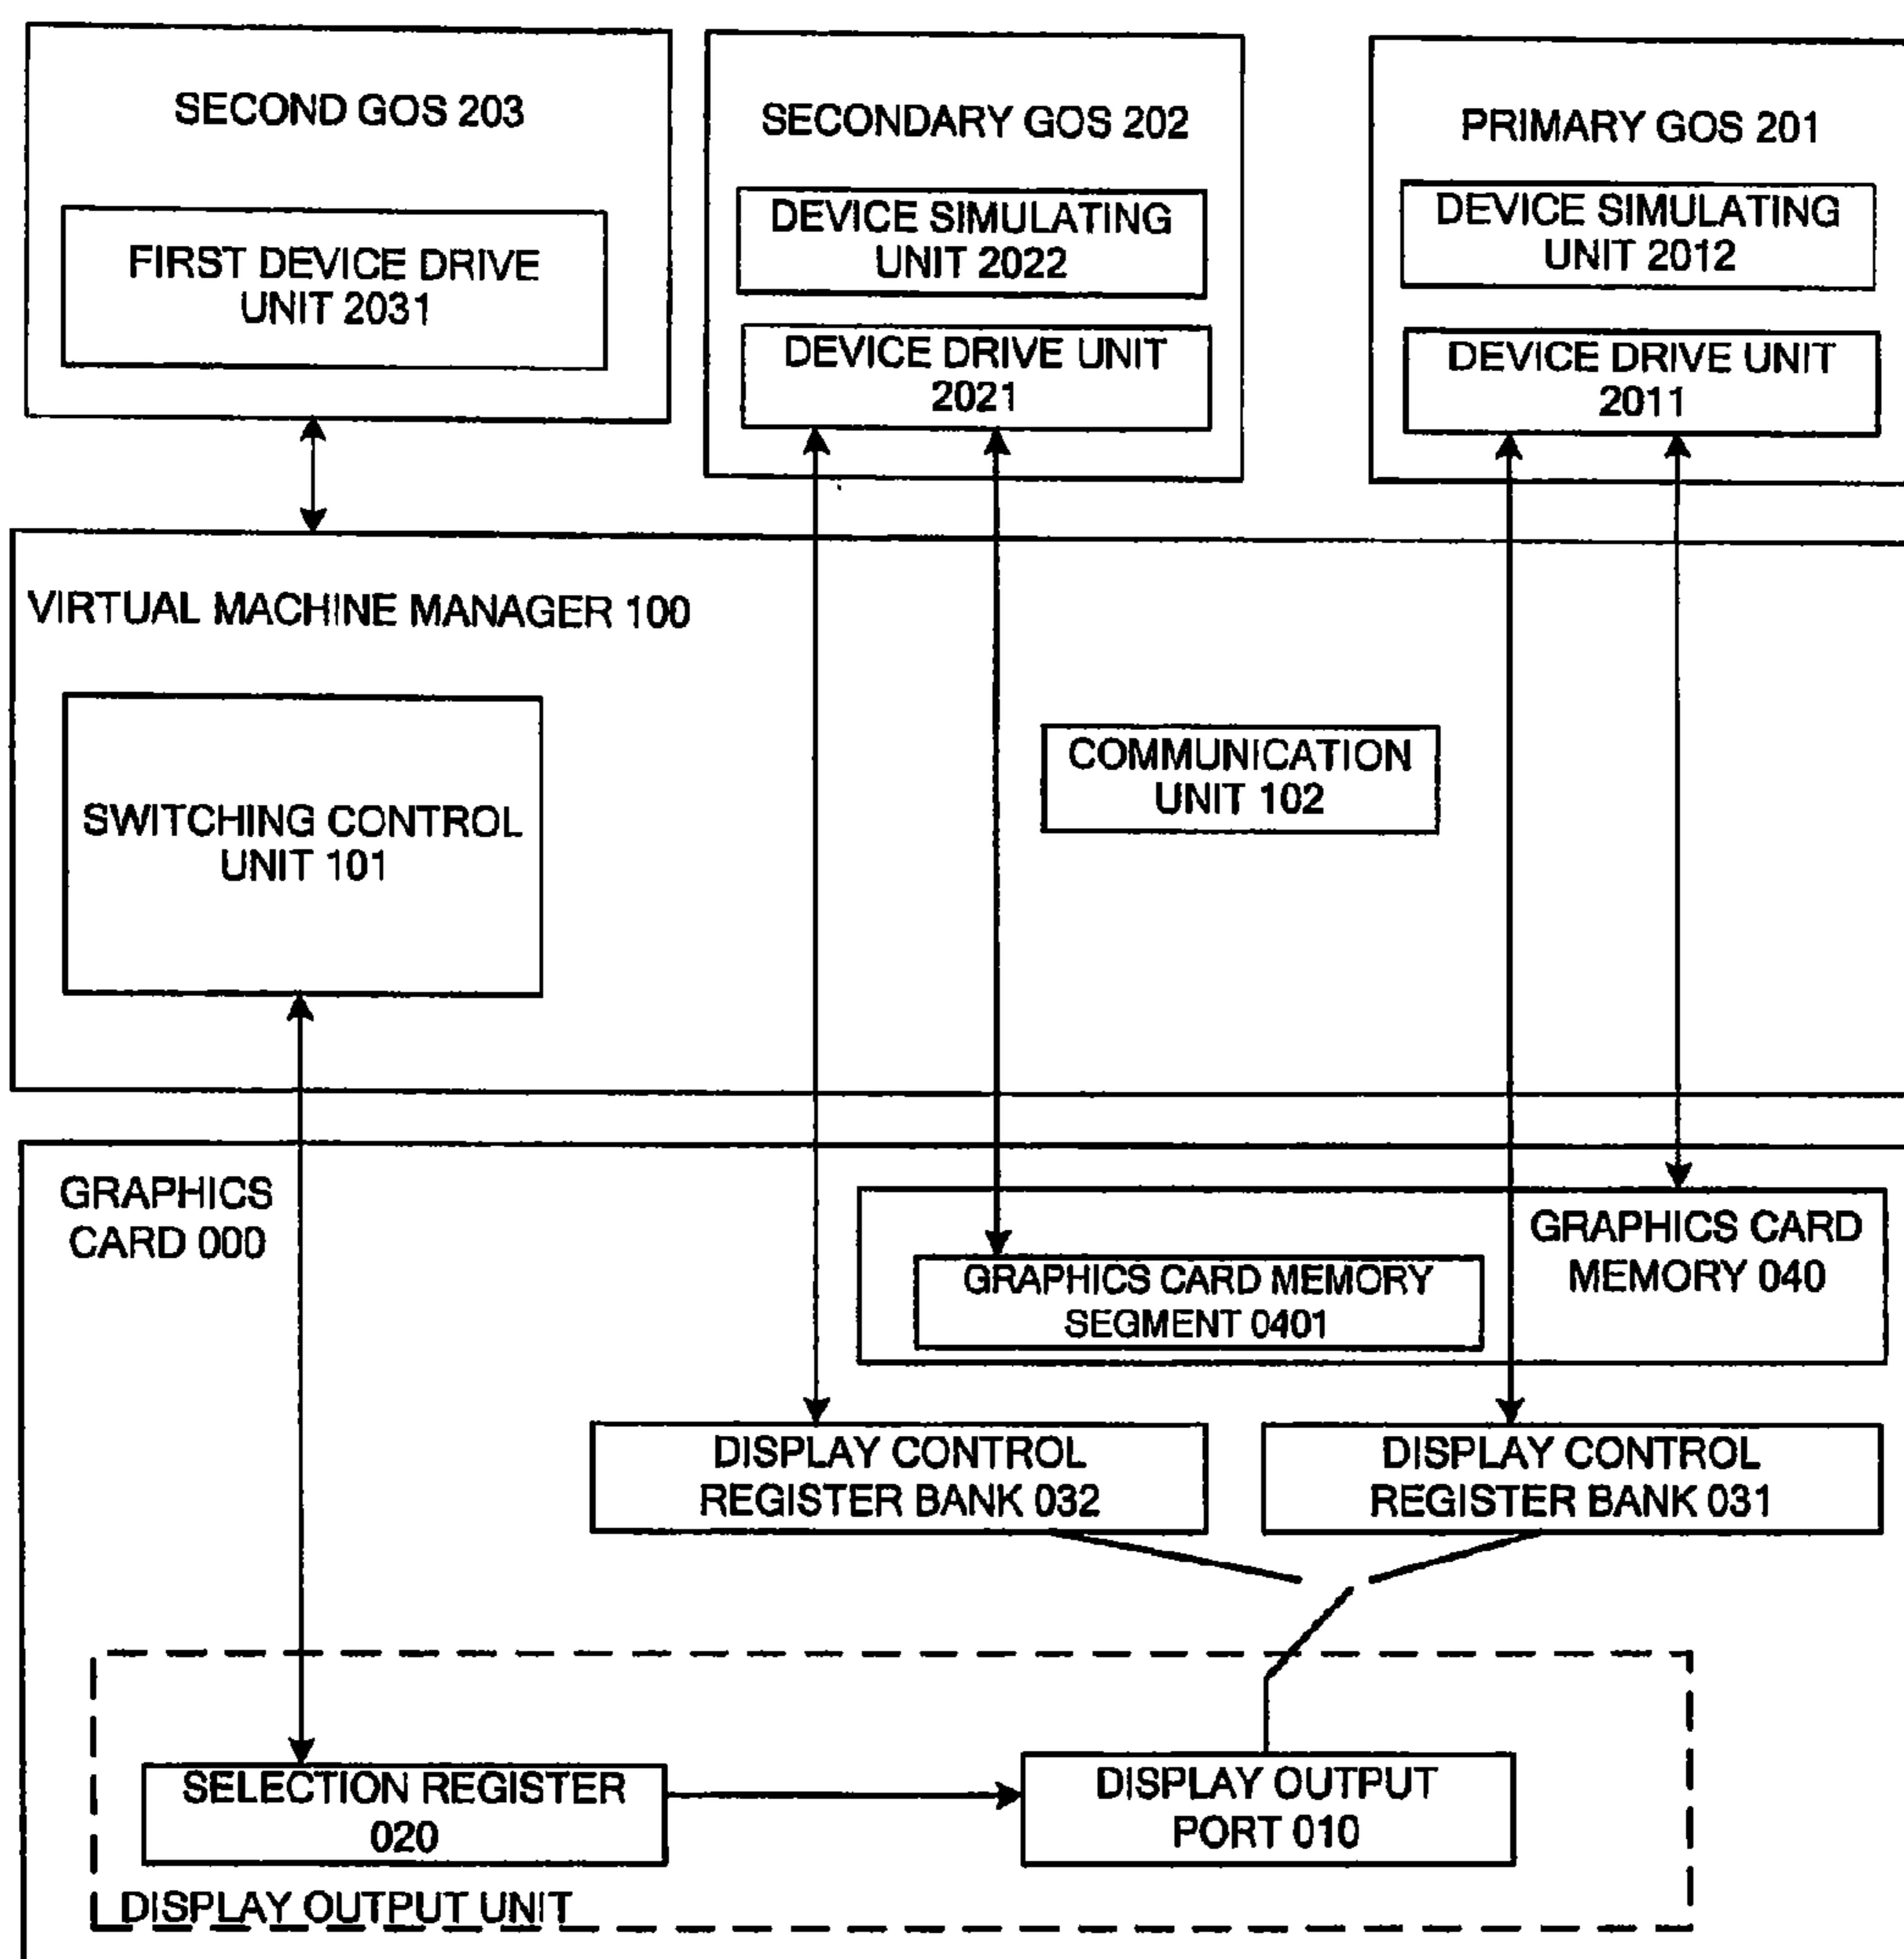 SECOND GOS 203
FIRST DEVICE DRIVE
UNIT 2031
SECONDARY GOS 202
DEVICE SIMULATING
UNIT 2022
DEVICE DRIVE UNIT
2021
PRIMARY GOS 201
DEVICE SIMULATING
UNIT 2012
DEVICE DRIVE UNIT
2011
VIRTUAL MACHINE MANAGER 100
SWITCHING CONTROL
UNIT 101
COMMUNICATION
UNIT 102
GRAPHICS
CARD 000
GRAPHICS CARD
MEMORY 040
GRAPHICS CARD MEMORY
SEGMENT 0401
DISPLAY CONTROL
REGISTER BANK 032
DISPLAY CONTROL
REGISTER BANK 031
SELECTION REGISTER
020
DISPLAY OUTPUT
PORT 010
DISPLAY OUTPUT UNIT